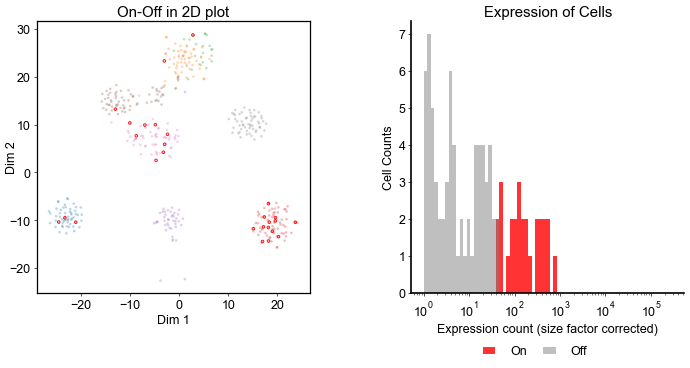 On-Off in 2D plot
30
20
10
0
−10
−20
Dim 2
−20 −10 0 10 20
Dim 1
Expression of Cells
7
6
5
4
3
2
1
0
Cell Counts
10⁰ 10¹ 10² 10³ 10⁴ 10⁵
Expression count (size factor corrected)
On Off